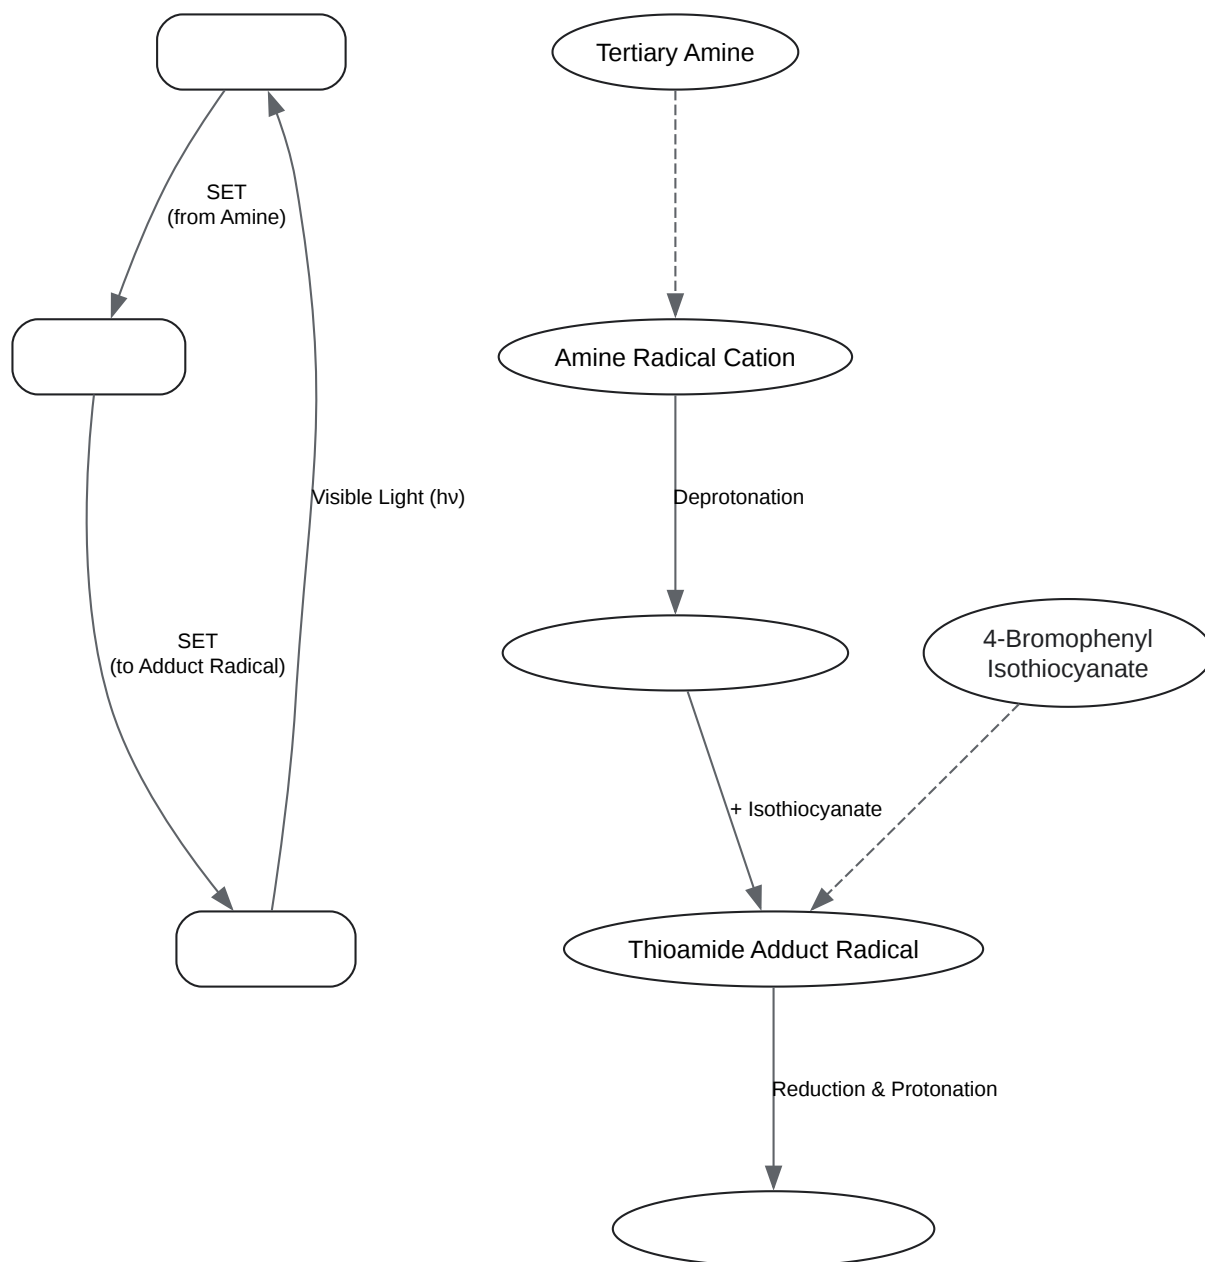 Tertiary Amine
SET
(from Amine)
Amine Radical Cation
Visible Light (hν)
Deprotonation
SET
(to Adduct Radical)
4-Bromophenyl
Isothiocyanate
+ Isothiocyanate
Thioamide Adduct Radical
Reduction & Protonation